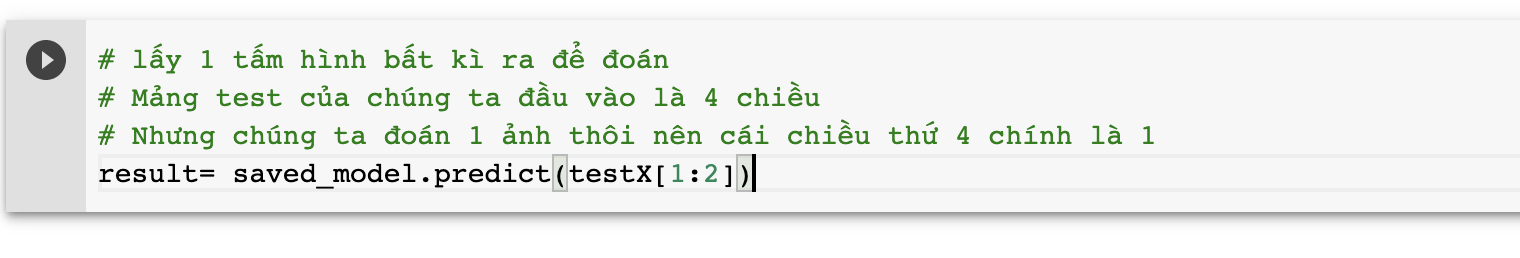 # lấy 1 tấm hình bất kì ra để đoán
# Mảng test của chúng ta đầu vào là 4 chiều
# Nhưng chúng ta đoán 1 ảnh thôi nên cái chiều thứ 4 chính là 1
result= saved_model.predict(testX[1:2])